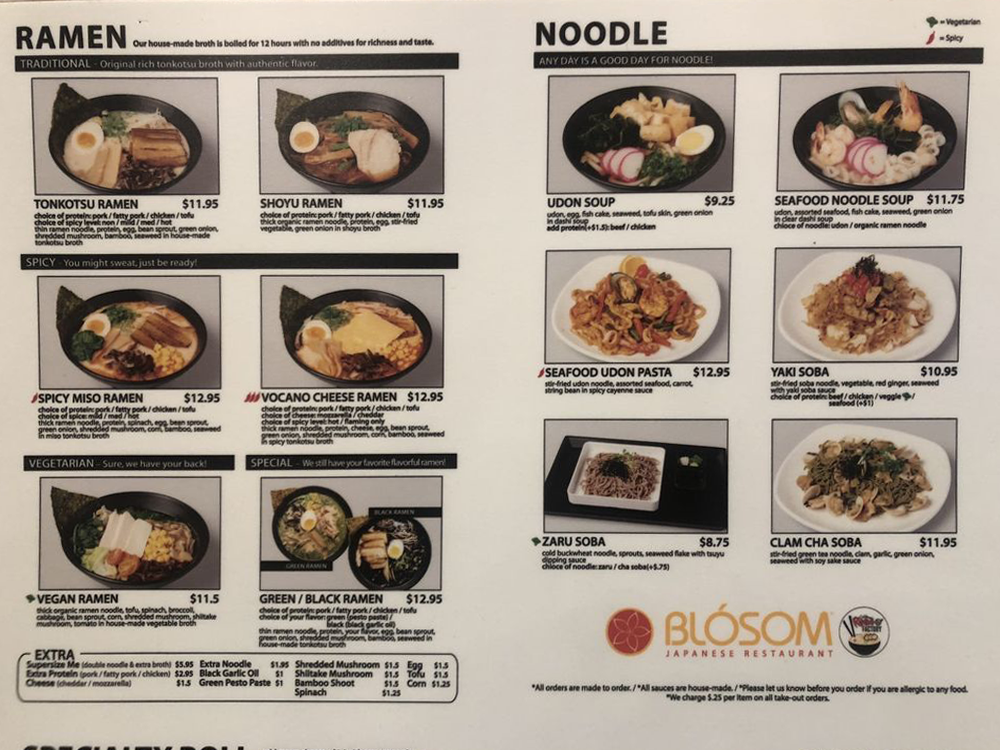 RAMEN Our house-made broth is boiled for 12 hours with no additives for richness and taste.
TRADITIONAL - Original rich tonkotsu broth with authentic flavor.
TONKOTSU RAMEN $11.95
choice of protein: pork / fatty pork / chicken / tofu
choice of spicy level: non / mild / med / hot
thin ramen noodle, protein, egg, bean sprout, green onion,
shredded mushroom, bamboo, seaweed in house-made
tonkotsu broth
SHOYU RAMEN $11.95
choice of protein: pork / fatty pork / chicken / tofu
thick organic ramen noodle, protein, egg, stir-fried
vegetable, green onion in shoyu broth
SPICY - You might sweat, just be ready!
SPICY MISO RAMEN $12.95
choice of protein: pork / fatty pork / chicken / tofu
choice of spice: mild / med / hot
thick ramen noodle, protein, spinach, egg, bean sprout,
green onion, shredded mushroom, corn, bamboo, seaweed
in miso tonkotsu broth
VOCANO CHEESE RAMEN $12.95
choice of protein: pork / fatty pork / chicken / tofu
choice of cheese: mozzarella / cheddar
choice of spicy level: hot / flaming only
thick ramen noodle, protein, cheese, egg, bean sprout,
green onion, shredded mushroom, corn, bamboo, seaweed
in spicy tonkotsu broth
VEGETARIAN - Sure, we have your back!
VEGAN RAMEN $11.5
thick organic ramen noodle, tofu, spinach, broccoli,
cabbage, bean sprout, corn, shredded mushroom, shiitake
mushroom, tomato in house-made vegetable broth
SPECIAL - We still have your favorite flavorful ramen!
BLACK RAMEN
GREEN RAMEN
GREEN / BLACK RAMEN $12.95
choice of protein: pork / fatty pork / chicken / tofu
choice of your flavor: green (pesto paste) /
black (black garlic oil)
thin ramen noodle, protein, your flavor, egg, bean sprout,
green onion, shredded mushroom, bamboo, seaweed in
house-made tonkotsu broth
EXTRA
Supersize Me (double noodle & extra broth) $5.95 Extra Noodle $1.95 Shredded Mushroom $1.5 Egg $1.5
Extra Protein (pork / fatty pork / chicken) $2.95 Black Garlic Oil $1 Shiitake Mushroom $1.5 Tofu $1.5
Cheese (cheddar / mozzarella) $1.5 Green Pesto Paste $1 Bamboo Shoot $1.5 Corn $1.25
Spinach $1.25
NOODLE
= Vegetarian
= Spicy
ANY DAY IS A GOOD DAY FOR NOODLE!
UDON SOUP $9.25
udon, egg, fish cake, seaweed, tofu skin, green onion
in dashi soup
add protein(+$1.5): beef / chicken
SEAFOOD NOODLE SOUP $11.75
udon, assorted seafood, fish cake, seaweed, green onion
in clear dashi soup
chioce of noodle: udon / organic ramen noodle
SEAFOOD UDON PASTA $12.95
stir-fried udon noodle, assorted seafood, carrot,
string bean in spicy cayenne sauce
YAKI SOBA $10.95
stir-fried soba noodle, vegetable, red ginger, seaweed
with yaki soba sauce
choice of protein: beef / chicken / veggie /
seafood (+$1)
ZARU SOBA $8.75
cold buckwheat noodle, sprouts, seaweed flake with tsuyu
dipping sauce
chioce of noodle: zaru / cha soba(+$.75)
CLAM CHA SOBA $11.95
stir-fried green tea noodle, clam, garlic, green onion,
seaweed with soy sake sauce
BLÓSOM
JAPANESE RESTAURANT
FACTORY
*All orders are made to order. / *All sauces are house-made. / *Please let us know before you order if you are allergic to any food.
*We charge $.25 per item on all take-out orders.
SPECIALTY ROLL